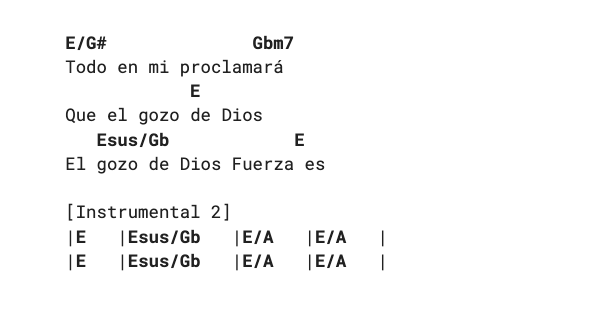 E/G#              Gbm7
Todo en mi proclamará
            E
Que el gozo de Dios
   Esus/Gb            E
El gozo de Dios Fuerza es

[Instrumental 2]
|E   |Esus/Gb   |E/A   |E/A   |
|E   |Esus/Gb   |E/A   |E/A   |